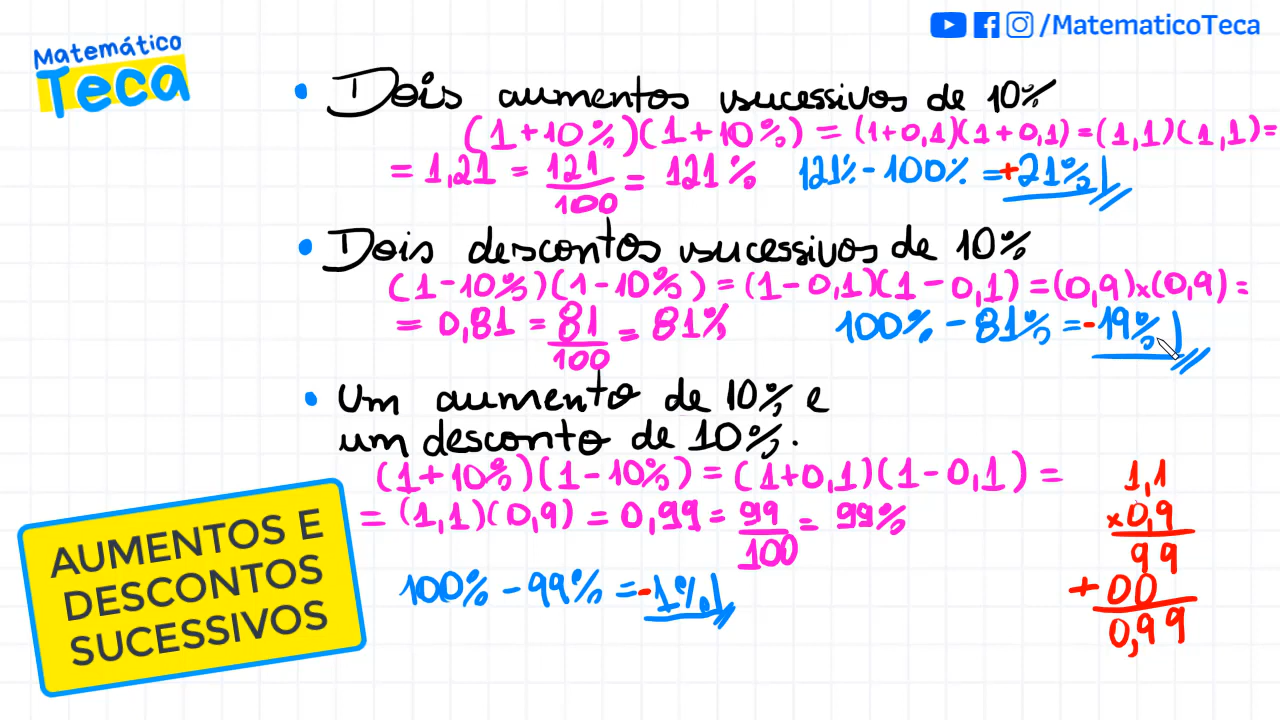 Matemático
Teca
/MatematicoTeca
• Dois aumentos sucessivos de 10%
(1+10%)(1+10%) = (1+0,1)(1+0,1) = (1,1)(1,1) =
= 1,21 = 121/100 = 121% 121% - 100% = +21%
• Dois descontos sucessivos de 10%
(1-10%)(1-10%) = (1-0,1)(1-0,1) = (0,9)x(0,9) =
= 0,81 = 81/100 = 81% 100% - 81% = -19%
• Um aumento de 10% e
um desconto de 10%.
(1+10%)(1-10%) = (1+0,1)(1-0,1) =
= (1,1)(0,9) = 0,99 = 99/100 = 99%
100% - 99% = -1%
1,1
x0,9
99
+00
0,99
AUMENTOS E
DESCONTOS
SUCESSIVOS